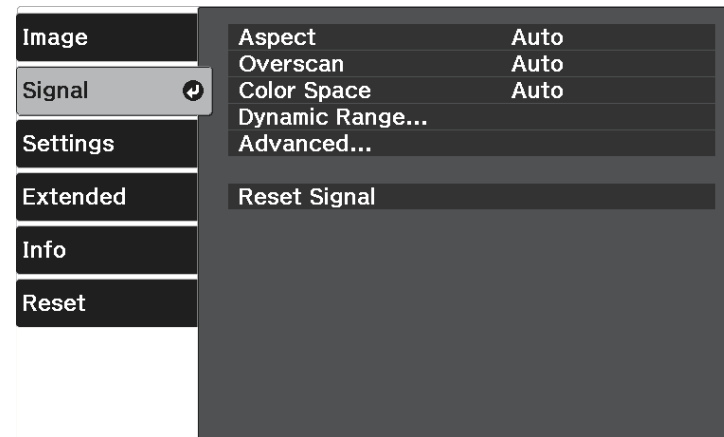 Image
Signal
Settings
Extended
Info
Reset
Aspect Auto
Overscan Auto
Color Space Auto
Dynamic Range...
Advanced...
Reset Signal